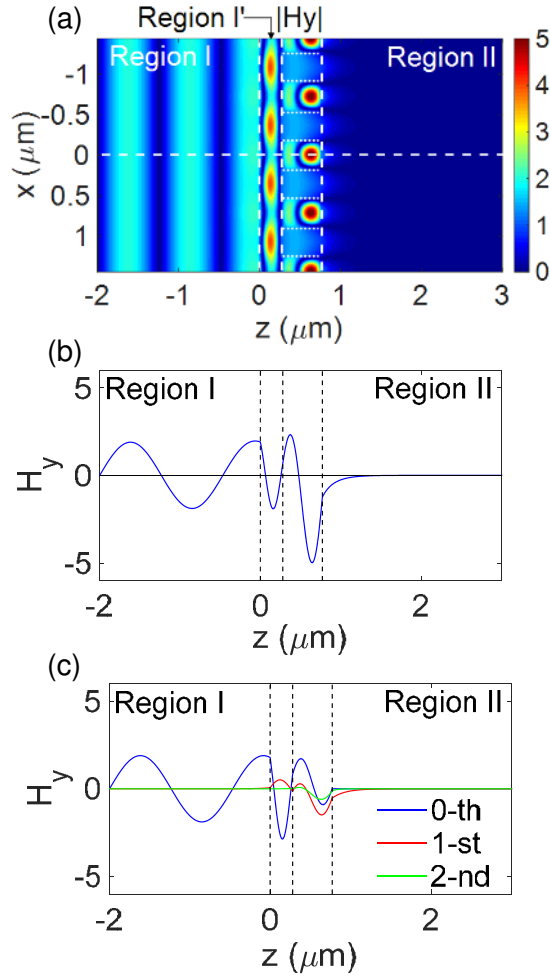 (a) Region I' |Hy|
Region I Region II
-1
-0.5
0
0.5
1
x (μm)
-2 -1 0 1 2 3
z (μm)
5
4
3
2
1
0
(b)
Region I Region II
5
0
-5
H_y
-2 0 2
z (μm)
(c)
Region I Region II
5
0
-5
H_y
0-th
1-st
2-nd
-2 0 2
z (μm)